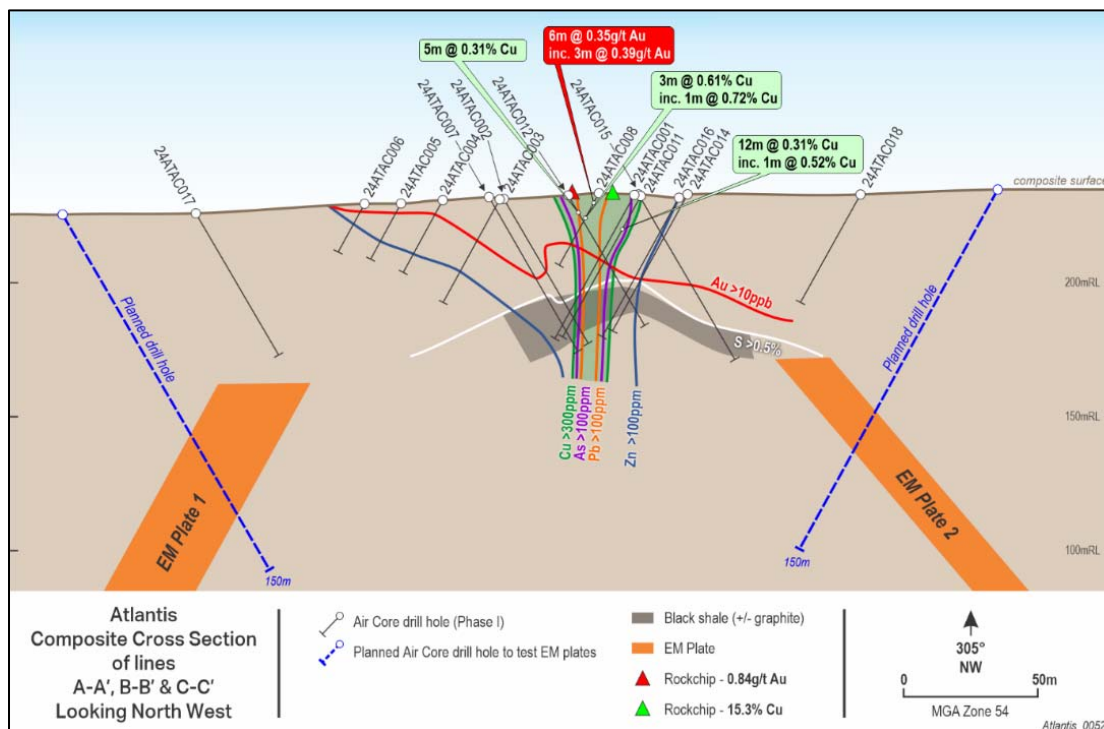 6m @ 0.35g/t Au
inc. 3m @ 0.39g/t Au
5m @ 0.31% Cu
3m @ 0.61% Cu
inc. 1m @ 0.72% Cu
12m @ 0.31% Cu
inc. 1m @ 0.52% Cu
24ATAC017
24ATAC006
24ATAC005
24ATAC004
24ATAC007
24ATAC002
24ATAC003
24ATAC012
24ATAC015
24ATAC008
24ATAC001
24ATAC011
24ATAC016
24ATAC014
24ATAC018
composite surface
200mRL
150mRL
100mRL
Planned drill hole
150m
Planned drill hole
150m
Au >10ppb
S >0.5%
Cu >300ppm
As >100ppm
Pb >100ppm
Zn >100ppm
EM Plate 1
EM Plate 2
Atlantis
Composite Cross Section
of lines
A-A', B-B' & C-C'
Looking North West
Air Core drill hole (Phase I)
Planned Air Core drill hole to test EM plates
Black shale (+/- graphite)
EM Plate
Rockchip - 0.84g/t Au
Rockchip - 15.3% Cu
305°
NW
0 50m
MGA Zone 54
Atlantis_0052